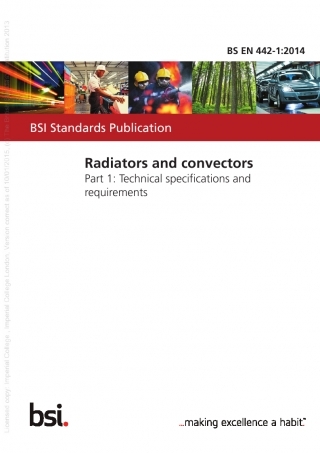 BS EN 442-1:2014
BSI Standards Publication
Radiators and convectors
Part 1: Technical specifications and
requirements
bsi.
...making excellence a habit.™